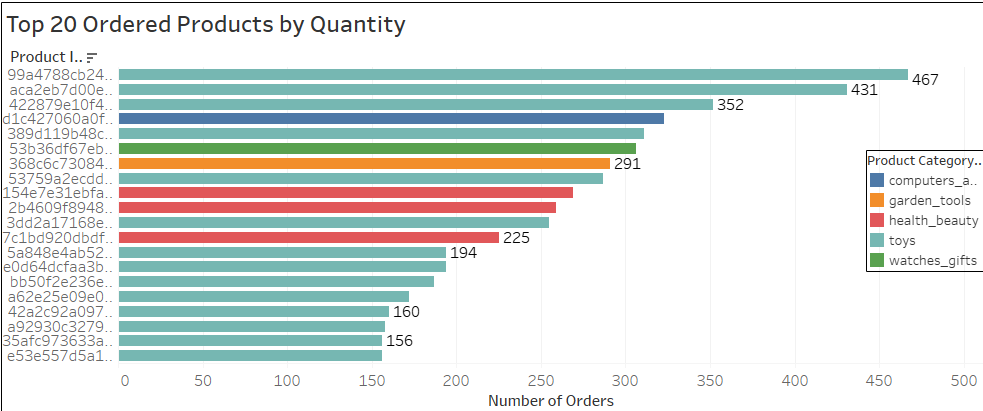 Top 20 Ordered Products by Quantity
Product I..
99a4788cb24.. 467
aca2eb7d00e.. 431
422879e10f4.. 352
d1c427060a0f..
389d119b48c..
53b36df67eb..
368c6c73084.. 291
53759a2ecdd..
154e7e31ebfa..
2b4609f8948..
3dd2a17168e..
7c1bd920dbdf.. 225
5a848e4ab52.. 194
e0d64dcfaa3b..
bb50f2e236e..
a62e25e09e0..
42a2c92a097.. 160
a92930c3279..
35afc973633a.. 156
e53e557d5a1..
0 50 100 150 200 250 300 350 400 450 500
Number of Orders
Product Category..
computers_a..
garden_tools
health_beauty
toys
watches_gifts